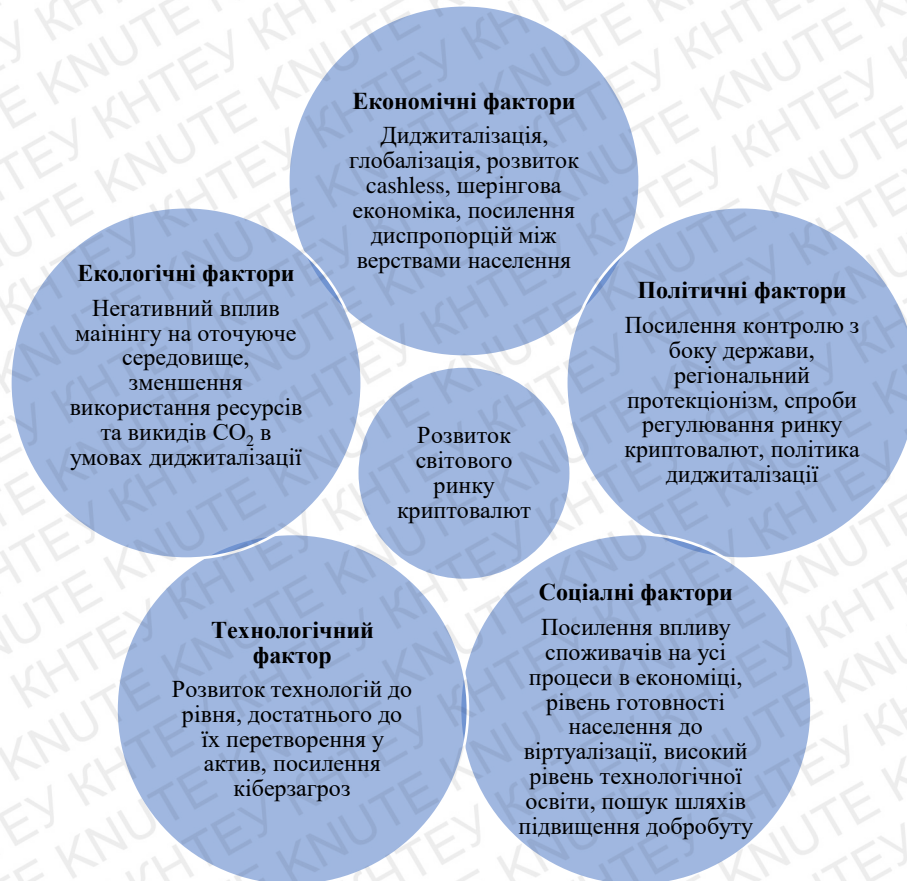 Економічні фактори
Диджиталізація,
глобалізація, розвиток
cashless, шерінгова
економіка, посилення
диспропорцій між
верствами населення
Політичні фактори
Посилення контролю з
боку держави,
регіональний
протекціонізм, спроби
регулювання ринку
криптовалют, політика
диджиталізації
Соціалні фактори
Посилення впливу
споживачів на усі
процеси в економіці,
рівень готовності
населення до
віртуалізації, високий
рівень технологічної
освіти, пошук шляхів
підвищення добробуту
Технологічний
фактор
Розвиток технологій до
рівня, достатнього до
їх перетворення у
актив, посилення
кіберзагроз
Екологічні фактори
Негативний вплив
маінінгу на оточуюче
середовище,
зменшення
використання ресурсів
та викидів CO₂ в
умовах диджиталізації
Розвиток
світового
ринку
криптовалют
KNUTE КНТЕУ